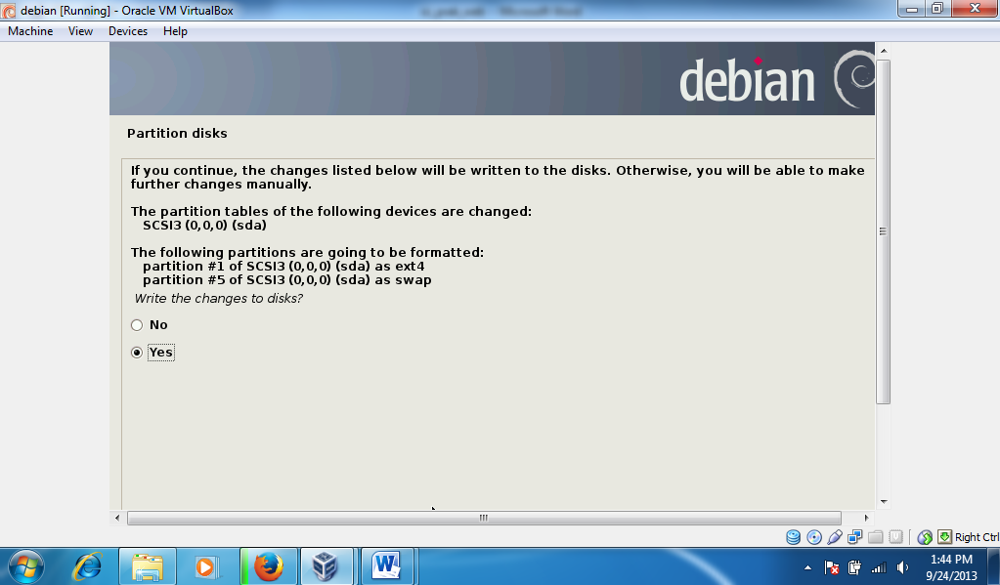 debian [Running] - Oracle VM VirtualBox
Machine View Devices Help
debian
Partition disks
If you continue, the changes listed below will be written to the disks. Otherwise, you will be able to make
further changes manually.
The partition tables of the following devices are changed:
SCSI3 (0,0,0) (sda)
The following partitions are going to be formatted:
partition #1 of SCSI3 (0,0,0) (sda) as ext4
partition #5 of SCSI3 (0,0,0) (sda) as swap
Write the changes to disks?
No
Yes
Right Ctrl
W
1:44 PM
9/24/2013